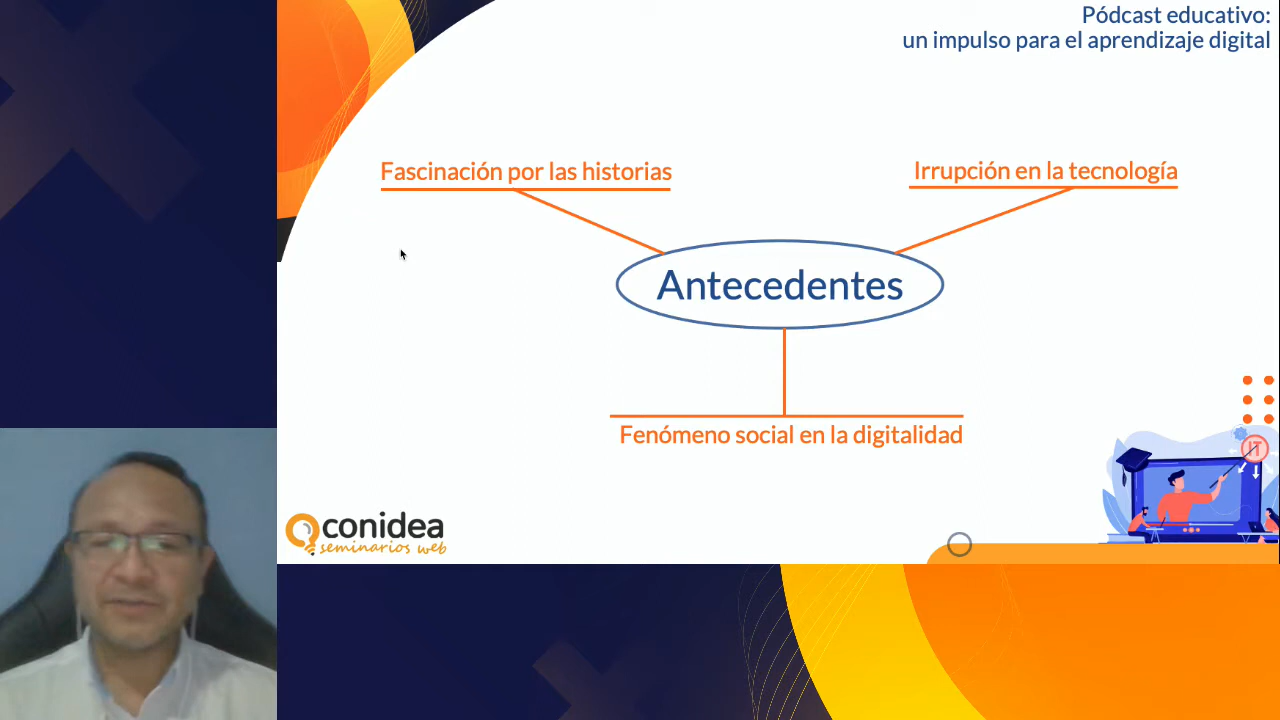 Pódcast educativo:
un impulso para el aprendizaje digital
Fascinación por las historias
Irrupción en la tecnología
Antecedentes
Fenómeno social en la digitalidad
IT
conidea
seminarios web